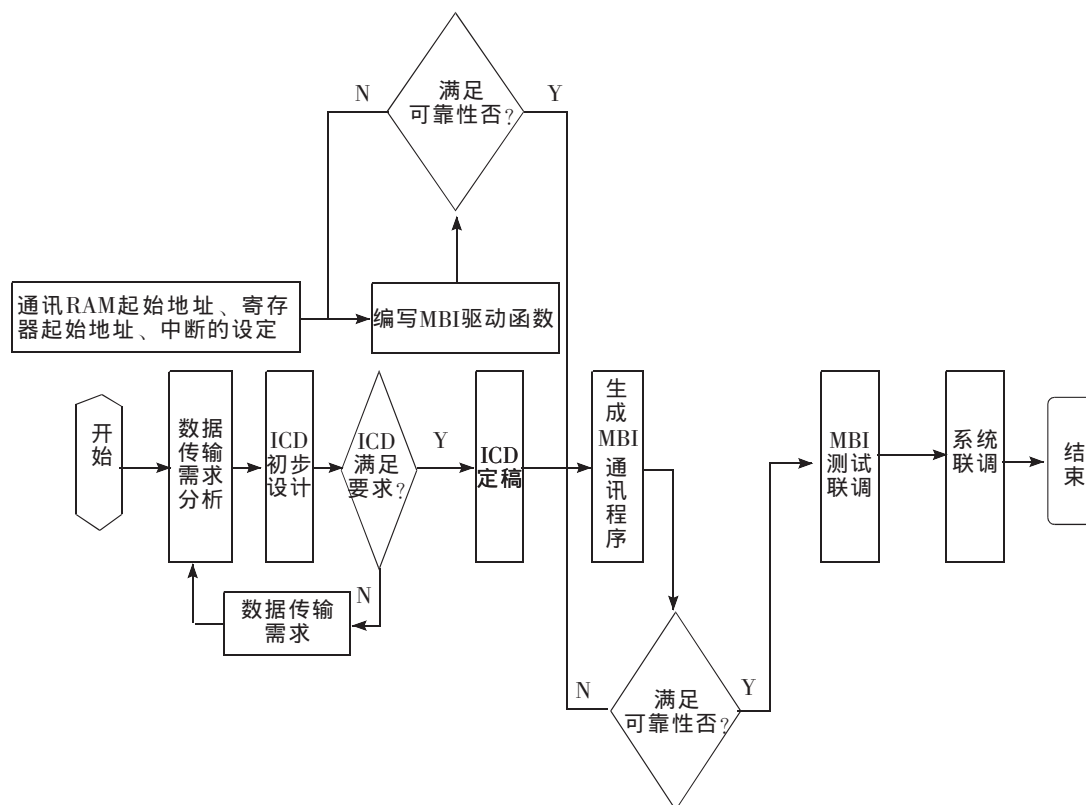 满足
可靠性否?
N
Y
通讯RAM起始地址、寄存
器起始地址、中断的设定
编写MBI驱动函数
开始
数据
传输
需求
分析
ICD
初步
设计
ICD
满足
要求?
Y
N
数据传输
需求
ICD
定稿
生
成
MBI
通
讯
程
序
N
满足
可靠性否?
Y
MBI
测试
联调
系统
联调
结
束